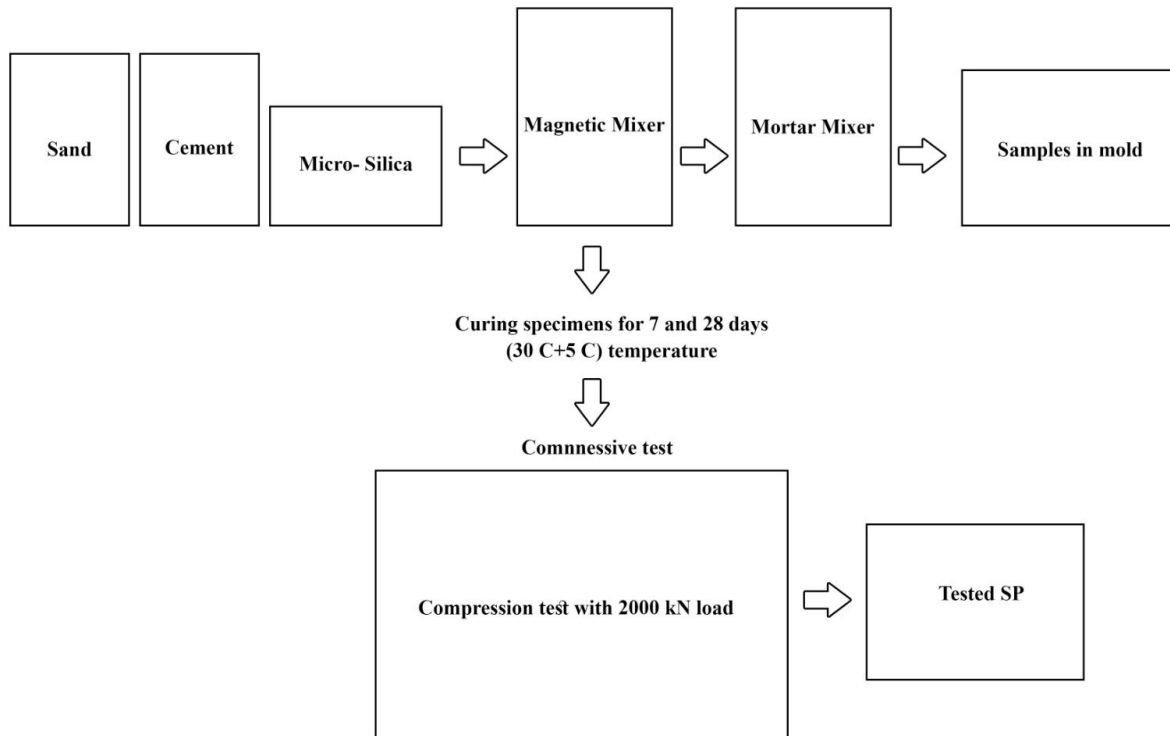 Sand
Cement
Micro- Silica
Magnetic Mixer
Mortar Mixer
Samples in mold
Curing specimens for 7 and 28 days
(30 C+5 C) temperature
Comnnessive test
Compression test with 2000 kN load
Tested SP